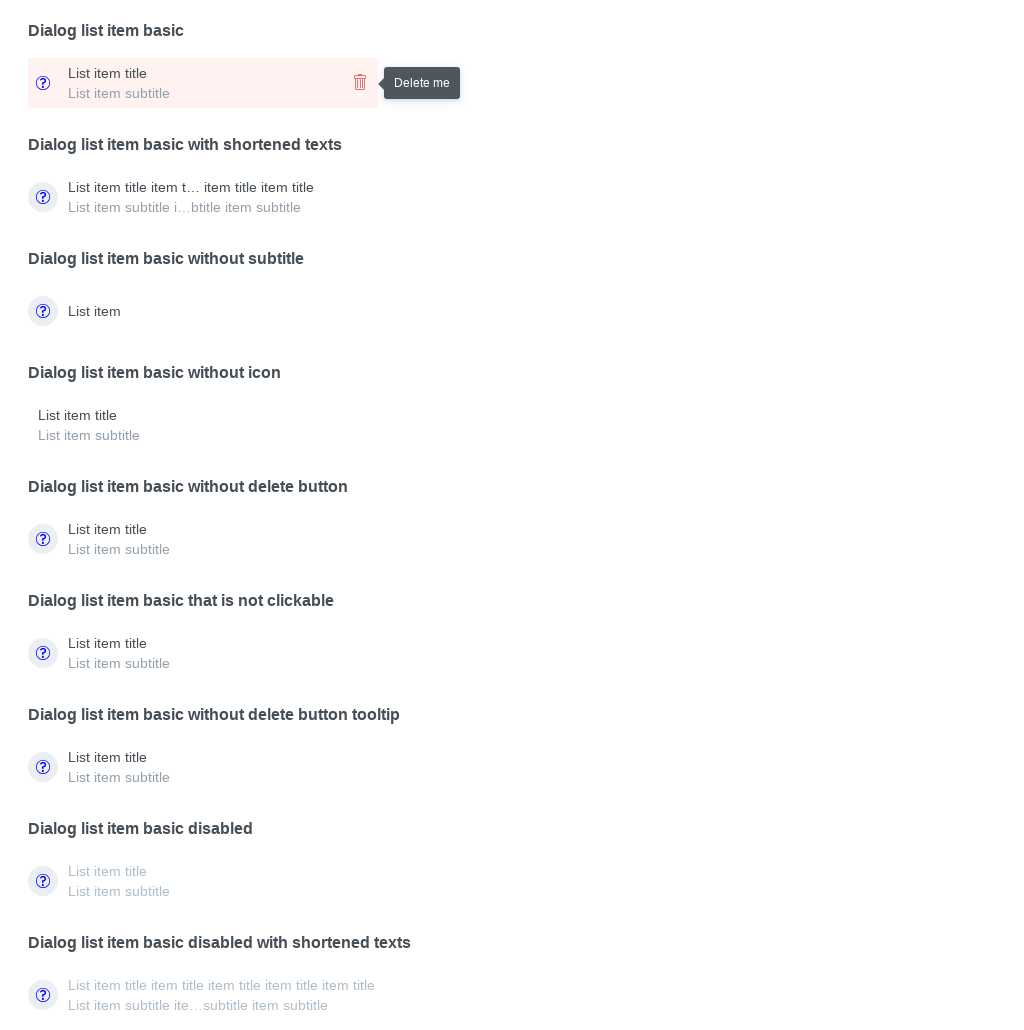 Dialog list item basic
List item title
List item subtitle
Delete me
Dialog list item basic with shortened texts
List item title item t… item title item title
List item subtitle i…btitle item subtitle
Dialog list item basic without subtitle
List item
Dialog list item basic without icon
List item title
List item subtitle
Dialog list item basic without delete button
List item title
List item subtitle
Dialog list item basic that is not clickable
List item title
List item subtitle
Dialog list item basic without delete button tooltip
List item title
List item subtitle
Dialog list item basic disabled
List item title
List item subtitle
Dialog list item basic disabled with shortened texts
List item title item title item title item title item title
List item subtitle ite…subtitle item subtitle